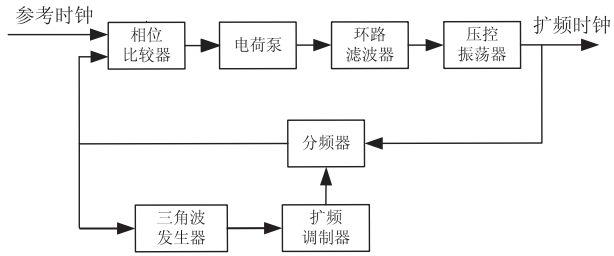 参考时钟
扩频时钟
相位
比较器
电荷泵
环路
滤波器
压控
振荡器
分频器
三角波
发生器
扩频
调制器